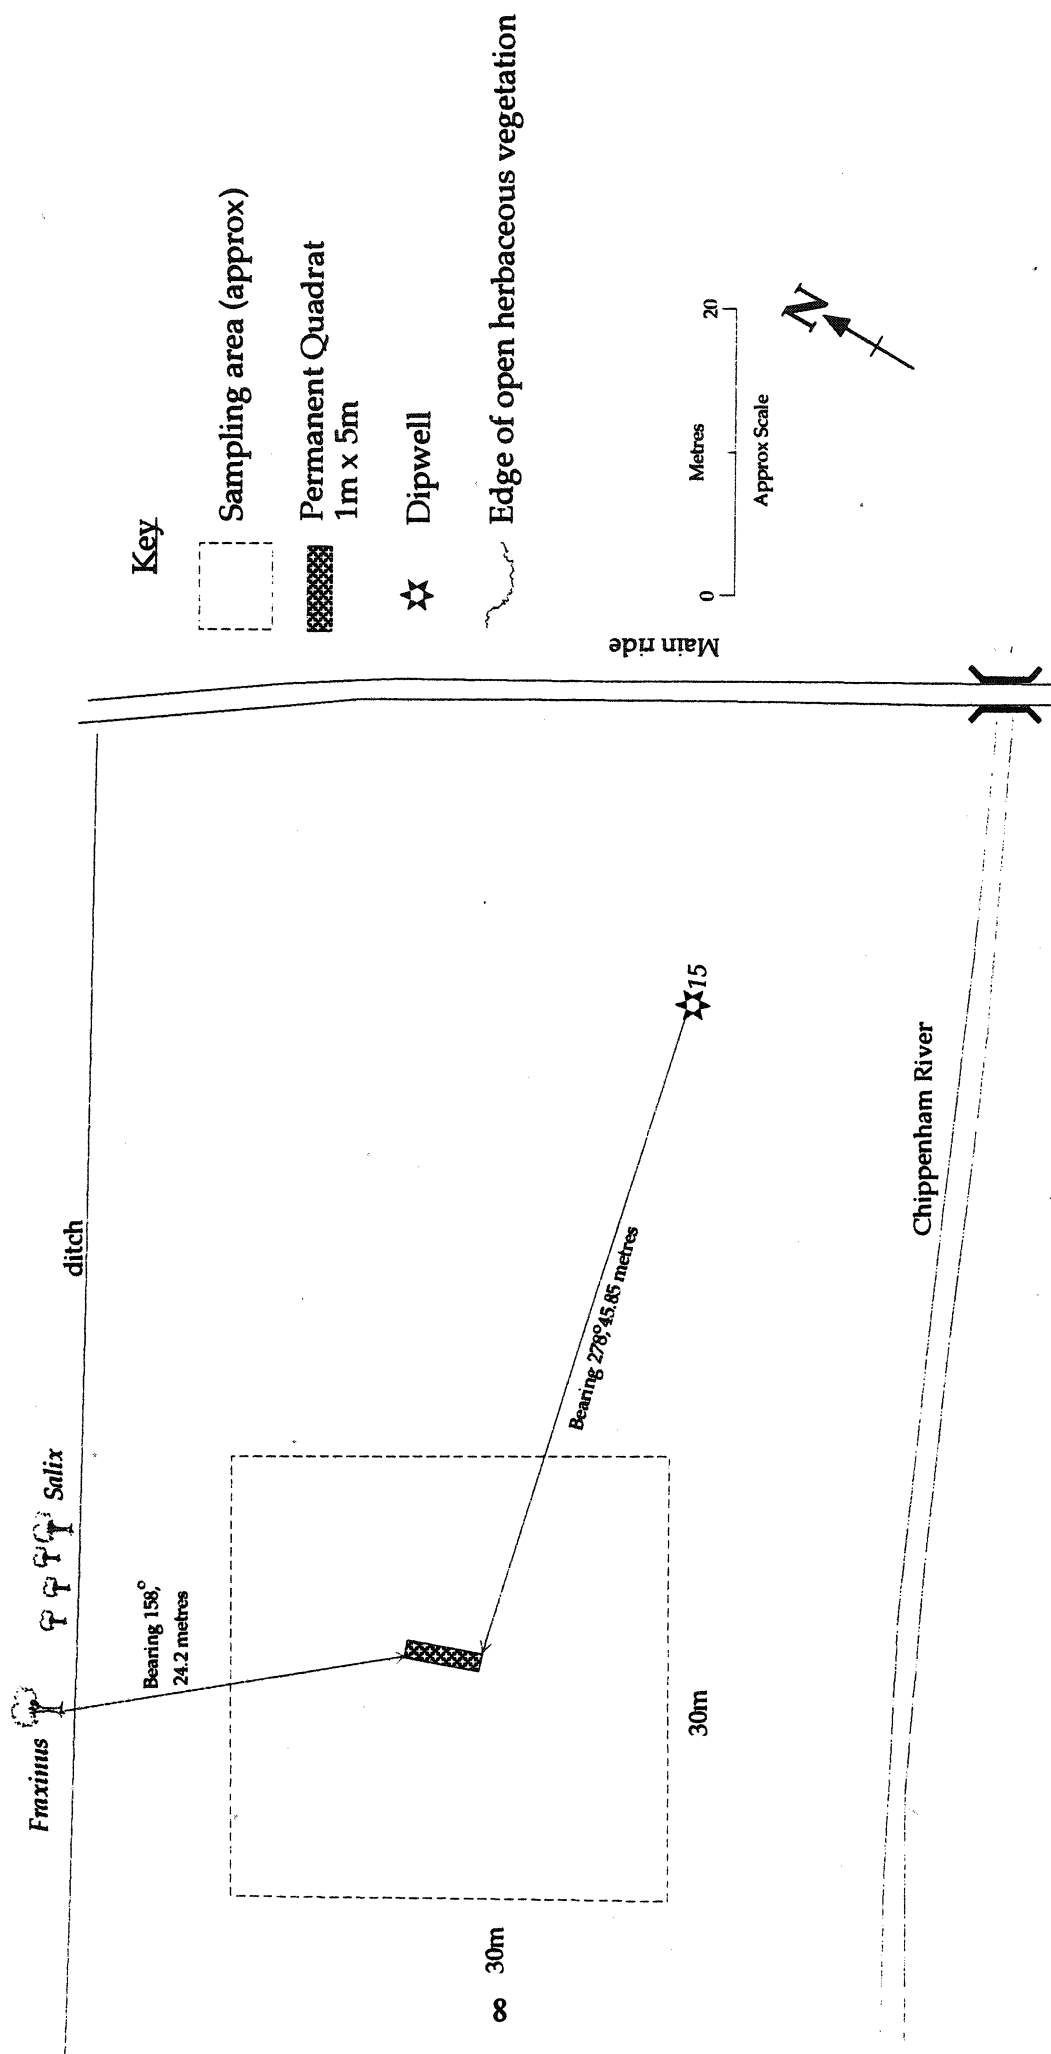 Fraxinus
Salix
ditch
Bearing 158,°
24.2 metres
Bearing 278°, 45.85 metres
15
30m
8 30m
Chippenham River
Main ride
Key
Sampling area (approx)
Permanent Quadrat
1m x 5m
Dipwell
Edge of open herbaceous vegetation
Metres
0 20
Approx Scale
N